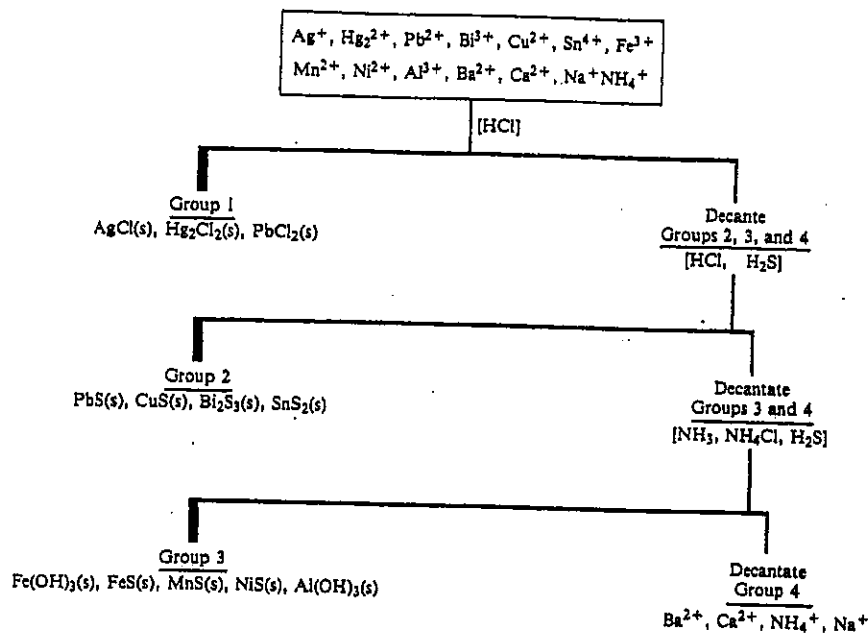 Ag⁺, Hg₂²⁺, Pb²⁺, Bi³⁺, Cu²⁺, Sn⁴⁺, Fe³⁺
Mn²⁺, Ni²⁺, Al³⁺, Ba²⁺, Ca²⁺, Na⁺NH₄⁺
[HCl]
Group 1
AgCl(s), Hg₂Cl₂(s), PbCl₂(s)
Decante
Groups 2, 3, and 4
[HCl, H₂S]
Group 2
PbS(s), CuS(s), Bi₂S₃(s), SnS₂(s)
Decantate
Groups 3 and 4
[NH₃, NH₄Cl, H₂S]
Group 3
Fe(OH)₃(s), FeS(s), MnS(s), NiS(s), Al(OH)₃(s)
Decantate
Group 4
Ba²⁺, Ca²⁺, NH₄⁺, Na⁺